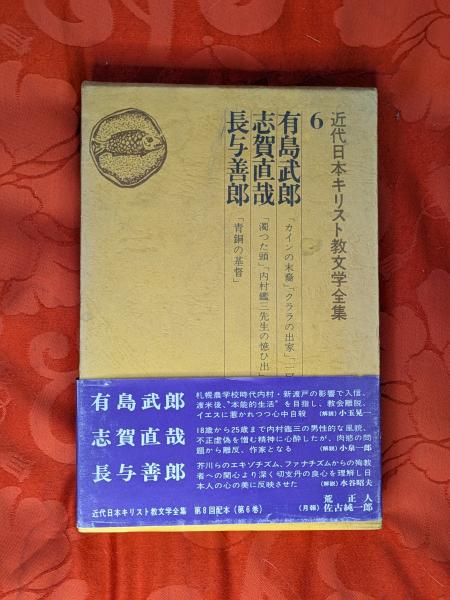 近代日本キリスト教文学全集
6
有島武郎
「カインの末裔」「クララの出家」「一房
志賀直哉
「濁つた頭」「内村鑑三先生の憶ひ出」
長与善郎
「青銅の基督」
有島武郎
札幌農学校時代内村・新渡戸の影響で入信、
渡米後、"本能的生活"を目指し、教会離脱、
イエスに惹かれつつ心中自殺 (解説) 小玉晃一
志賀直哉
18歳から25歳まで内村鑑三の男性的な風貌、
不正虚偽を憎む精神に心酔したが、肉慾の問
題から離反、作家となる (解説) 小泉一郎
長与善郎
芥川らのエキゾチズム、ファナチズムからの殉教
者への関心より深く切支丹の良心を理解し日
本人の心の美に反映させた (解説) 水谷昭夫
近代日本キリスト教文学全集 第8回配本(第6巻)
(月報) 荒正人
佐古純一郎